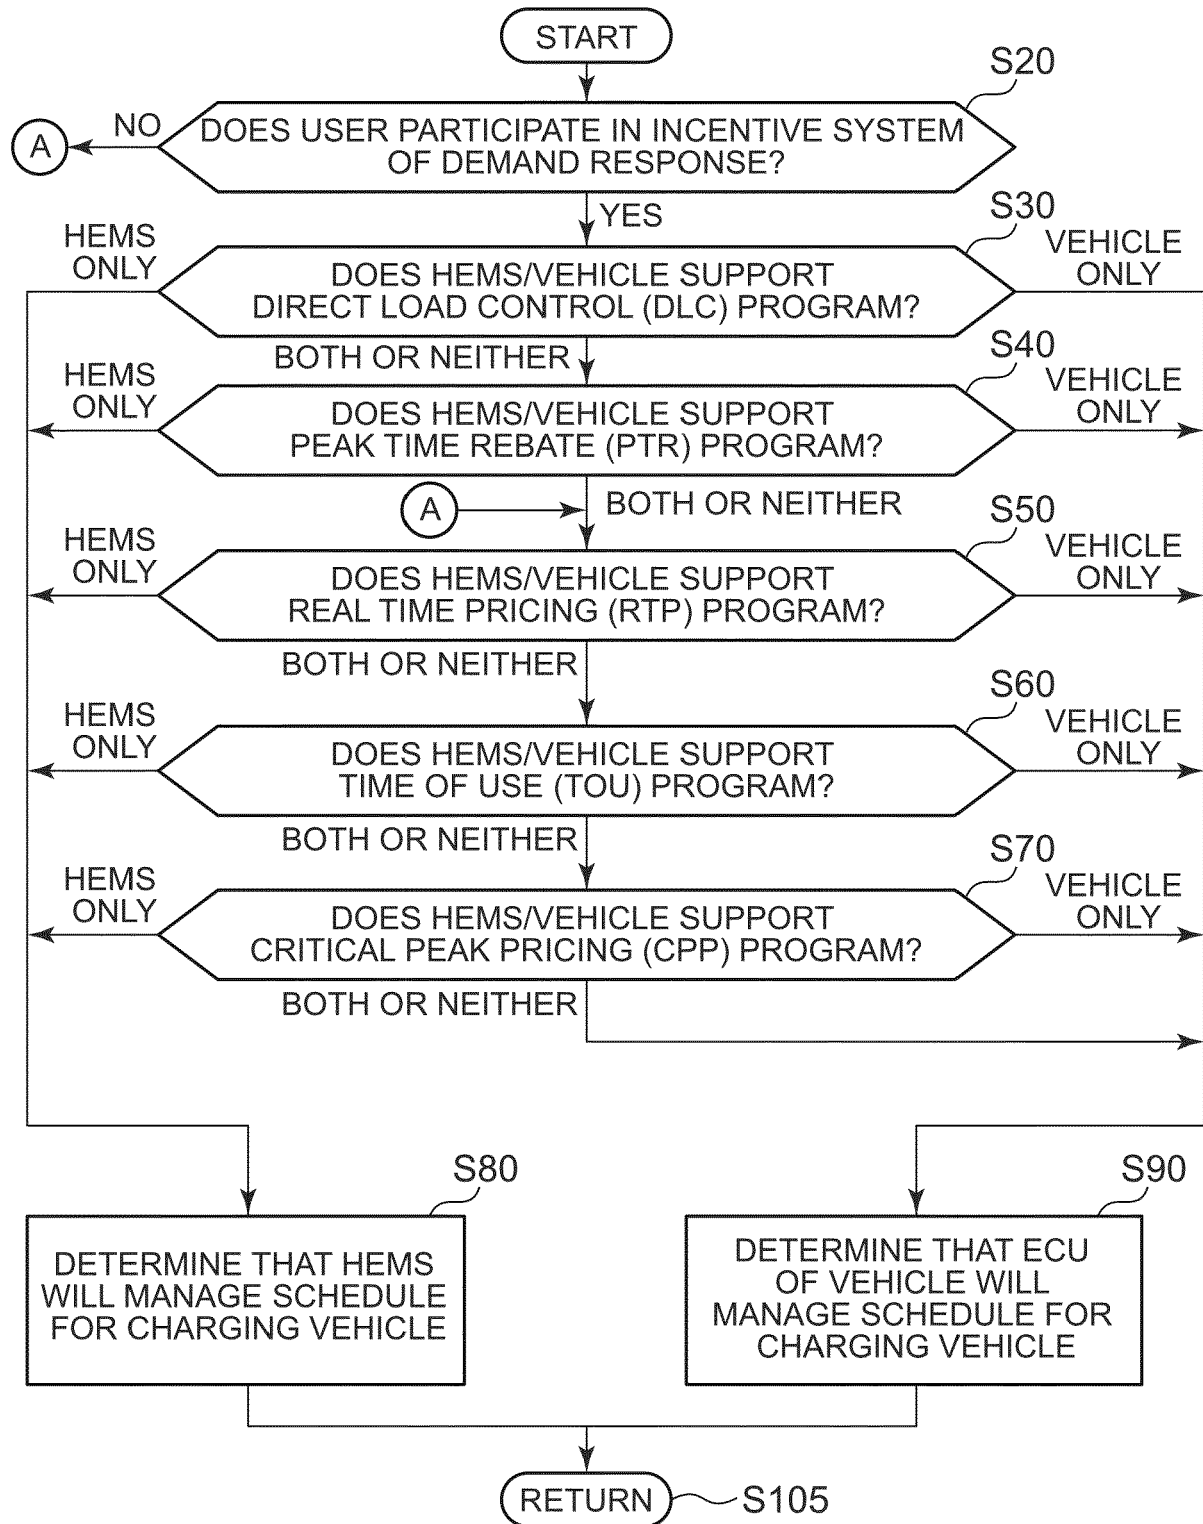 START
S20
NO
A
DOES USER PARTICIPATE IN INCENTIVE SYSTEM
OF DEMAND RESPONSE?
YES
S30
HEMS
ONLY
VEHICLE
ONLY
DOES HEMS/VEHICLE SUPPORT
DIRECT LOAD CONTROL (DLC) PROGRAM?
BOTH OR NEITHER
S40
HEMS
ONLY
VEHICLE
ONLY
DOES HEMS/VEHICLE SUPPORT
PEAK TIME REBATE (PTR) PROGRAM?
A
BOTH OR NEITHER
S50
HEMS
ONLY
VEHICLE
ONLY
DOES HEMS/VEHICLE SUPPORT
REAL TIME PRICING (RTP) PROGRAM?
BOTH OR NEITHER
S60
HEMS
ONLY
VEHICLE
ONLY
DOES HEMS/VEHICLE SUPPORT
TIME OF USE (TOU) PROGRAM?
BOTH OR NEITHER
S70
HEMS
ONLY
VEHICLE
ONLY
DOES HEMS/VEHICLE SUPPORT
CRITICAL PEAK PRICING (CPP) PROGRAM?
BOTH OR NEITHER
S80
DETERMINE THAT HEMS
WILL MANAGE SCHEDULE
FOR CHARGING VEHICLE
S90
DETERMINE THAT ECU
OF VEHICLE WILL
MANAGE SCHEDULE FOR
CHARGING VEHICLE
RETURN
S105